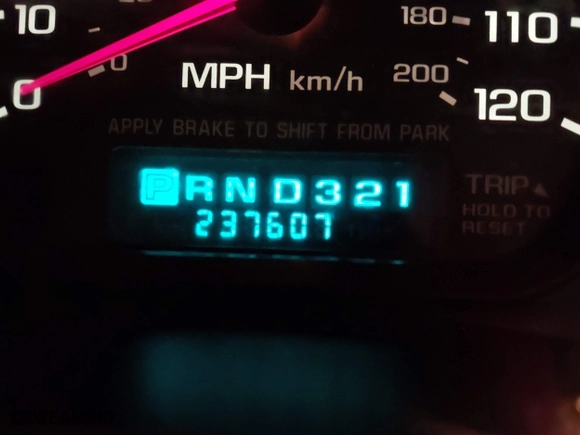 10
180 110
0 0
MPH km/h 200
120
APPLY BRAKE TO SHIFT FROM PARK
P R N D 3 2 1
237607
TRIP
HOLD TO
RESET